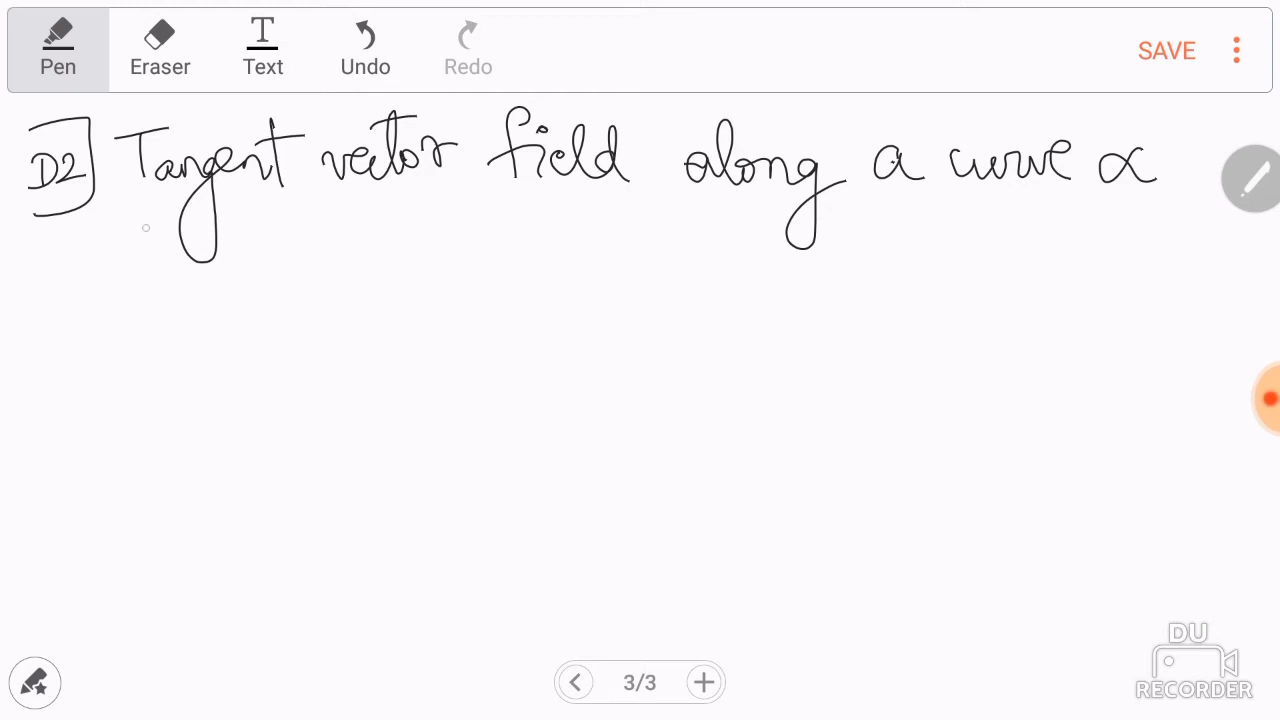 Pen
Eraser
T
Text
Undo
Redo
SAVE
D2] Tangent vector field along a curve α
3/3
DU
RECORDER